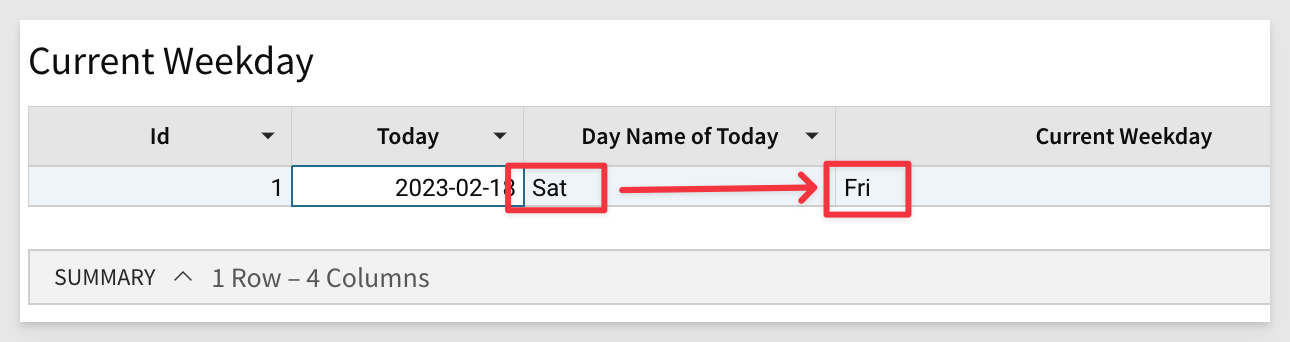 Current Weekday
Id Today Day Name of Today Current Weekday
1 2023-02-18 Sat Fri
SUMMARY 1 Row – 4 Columns